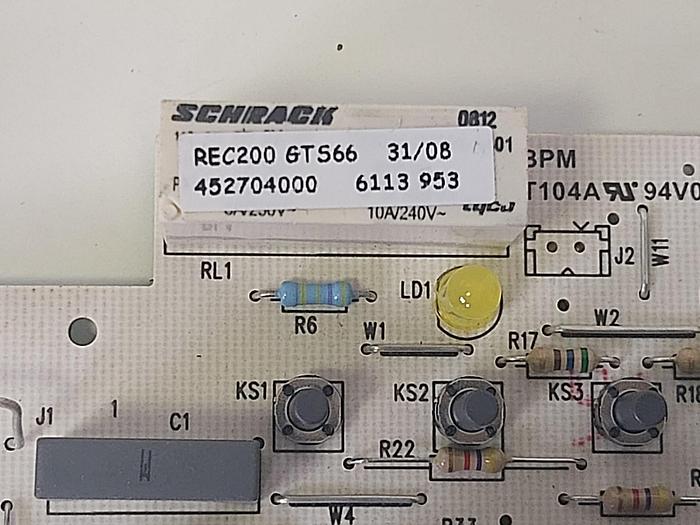 SCHRACK 0812
01
REC200 GTS66 31/08
452704000 6113 953
10A/240V~
BPM
T104A 94V0
J2
W11
RL1
LD1
R6
W1
W2
R17
KS1
KS2
KS3
R18
J1
1
C1
R22
W4
R33